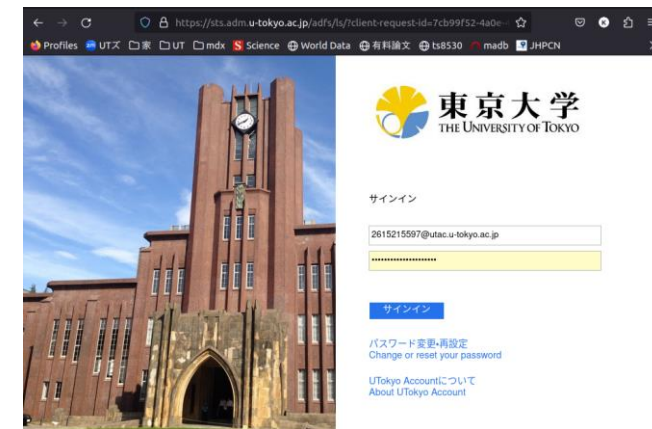 https://sts.adm.u-tokyo.ac.jp/adfs/ls/?client-request-id=7cb99f52-4a0e-
Profiles UTズ 家 UT mdx S Science World Data 有料論文 ts8530 madb JHPCN
東京大学
THE UNIVERSITY OF TOKYO
サインイン
2615215597@utac.u-tokyo.ac.jp
サインイン
パスワード変更・再設定
Change or reset your password
UTokyo Accountについて
About UTokyo Account